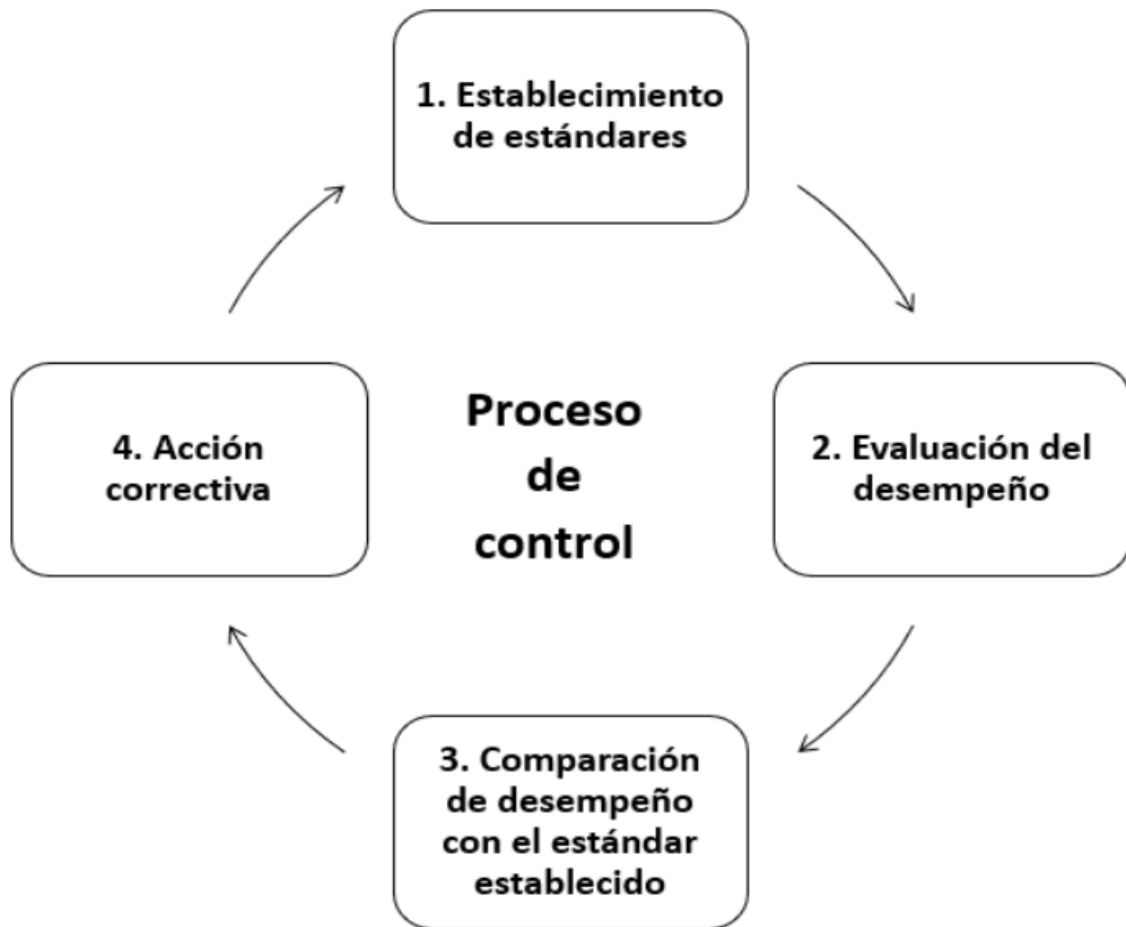 1. Establecimiento
de estándares
2. Evaluación del
desempeño
3. Comparación
de desempeño
con el estándar
establecido
4. Acción
correctiva
Proceso
de
control